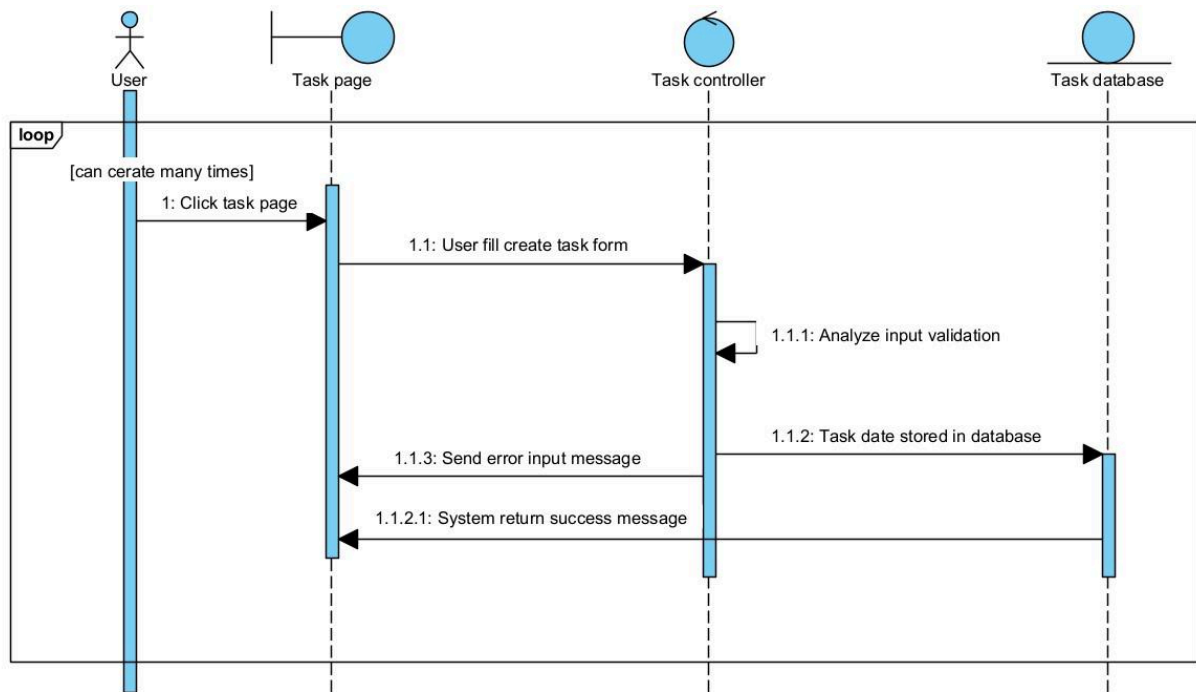 User
Task page
Task controller
Task database
loop
[can cerate many times]
1: Click task page
1.1: User fill create task form
1.1.1: Analyze input validation
1.1.2: Task date stored in database
1.1.3: Send error input message
1.1.2.1: System return success message